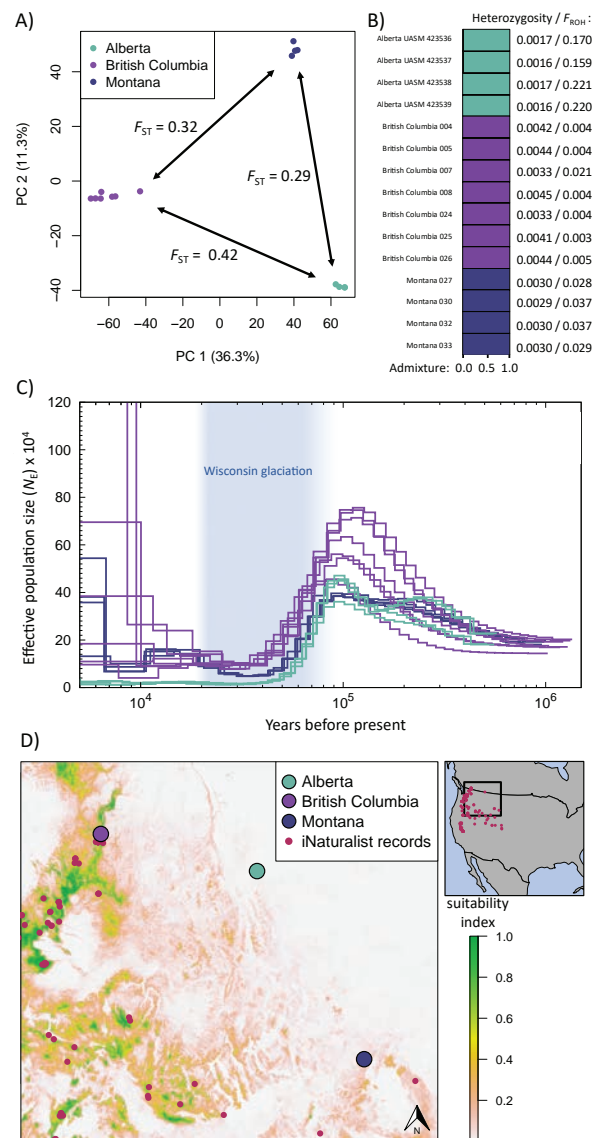 A)
Alberta
British Columbia
Montana
FST = 0.32
FST = 0.29
FST = 0.42
PC 2 (11.3%)
40
20
0
−20
−40
−60 −40 −20 0 20 40 60
PC 1 (36.3%)
B) Heterozygosity / FROH :
Alberta UASM 423536 0.0017 / 0.170
Alberta UASM 423537 0.0016 / 0.159
Alberta UASM 423538 0.0017 / 0.221
Alberta UASM 423539 0.0016 / 0.220
British Columbia 004 0.0042 / 0.004
British Columbia 005 0.0044 / 0.004
British Columbia 007 0.0033 / 0.021
British Columbia 008 0.0045 / 0.004
British Columbia 024 0.0033 / 0.004
British Columbia 025 0.0041 / 0.003
British Columbia 026 0.0044 / 0.005
Montana 027 0.0030 / 0.028
Montana 030 0.0029 / 0.037
Montana 032 0.0030 / 0.037
Montana 033 0.0030 / 0.029
Admixture: 0.0 0.5 1.0
C)
Effective population size (NE) x 10⁴
120
100
80
60
40
20
0
Wisconsin glaciation
10⁴ 10⁵ 10⁶
Years before present
D)
Alberta
British Columbia
Montana
iNaturalist records
N
suitability
index
1.0
0.8
0.6
0.4
0.2